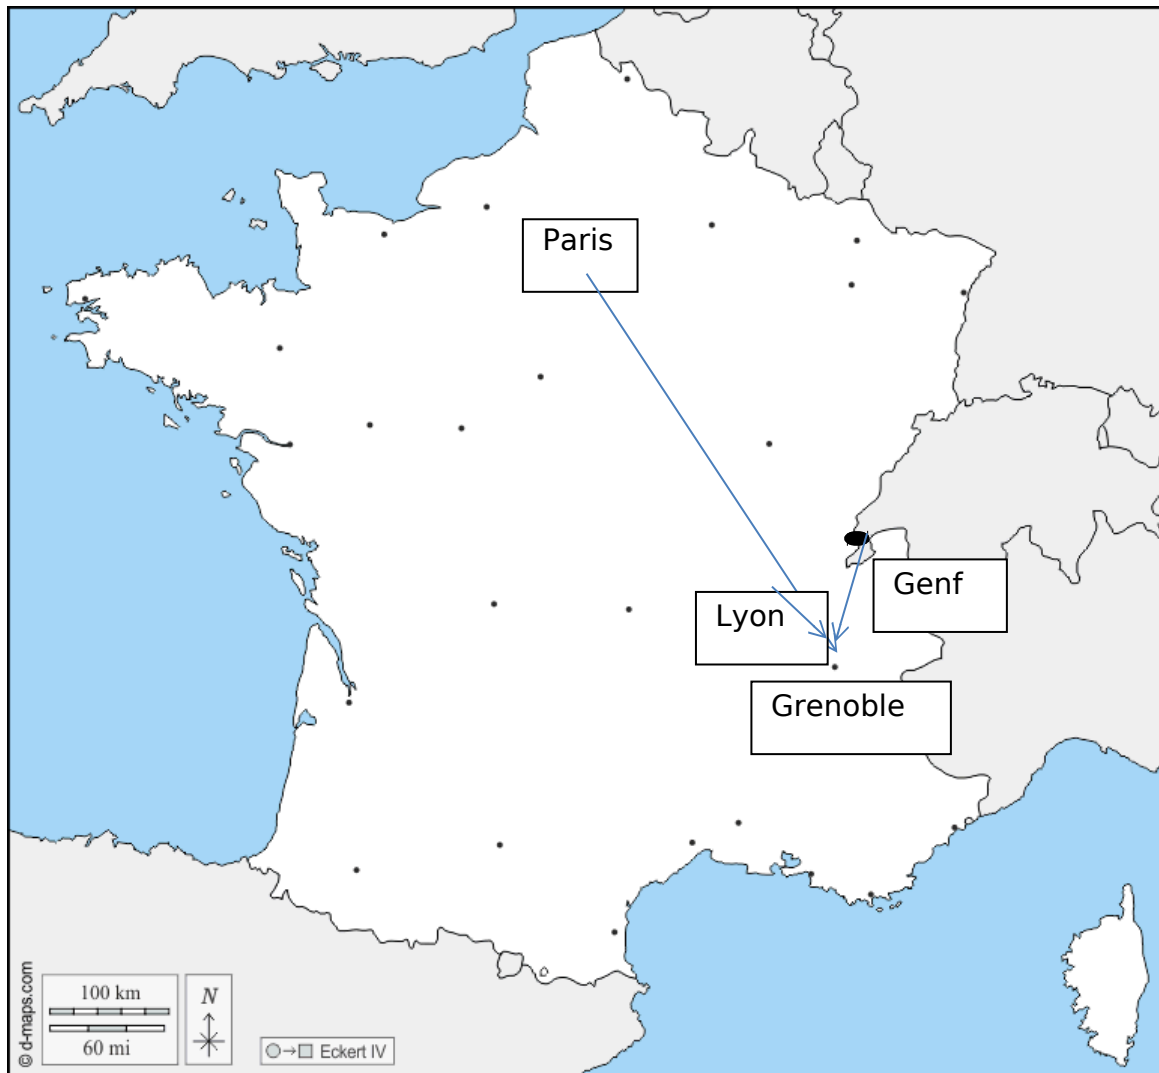 Paris
Genf
Lyon
Grenoble
© d-maps.com
100 km
60 mi
N
Eckert IV